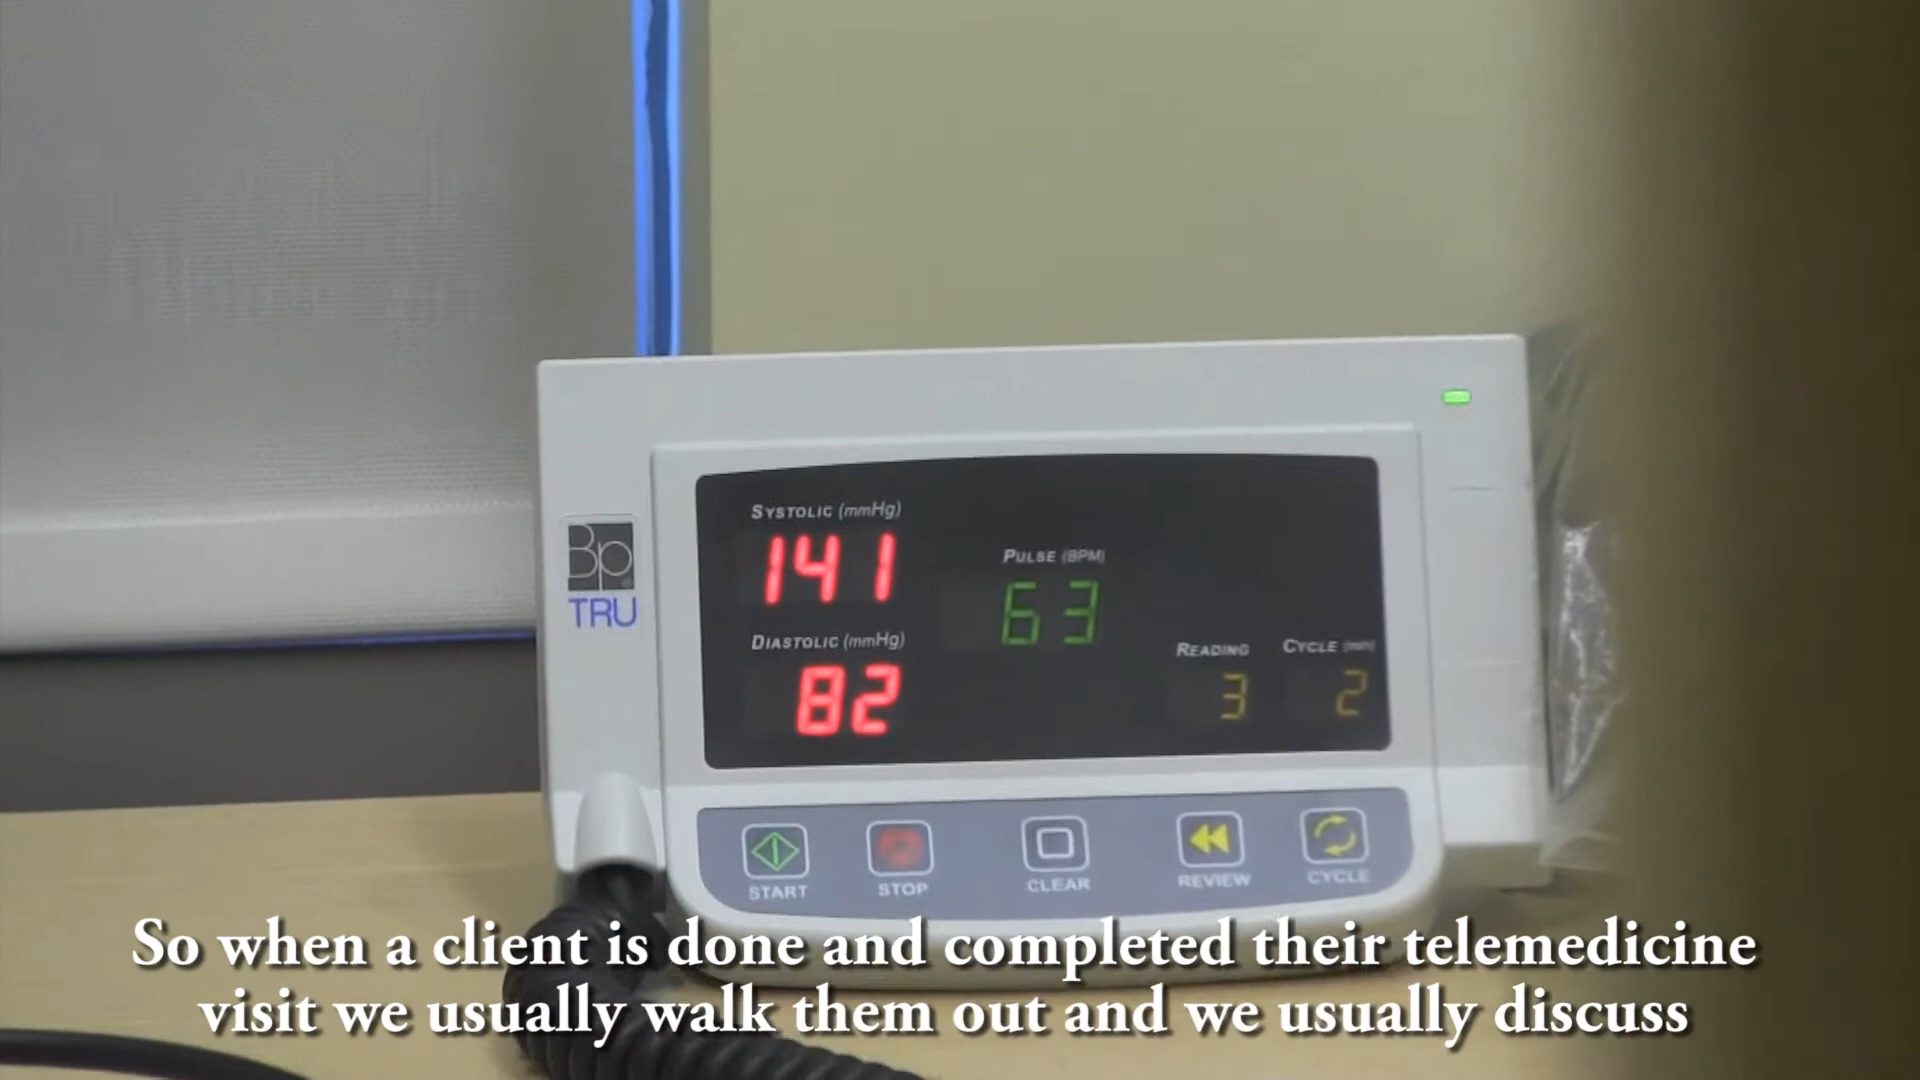 SYSTOLIC (mmHg)
141
PULSE (BPM)
63
Bp
TRU
DIASTOLIC (mmHg)
82
READING
3
CYCLE (min)
2
START
STOP
CLEAR
REVIEW
CYCLE
So when a client is done and completed their telemedicine
visit we usually walk them out and we usually discuss